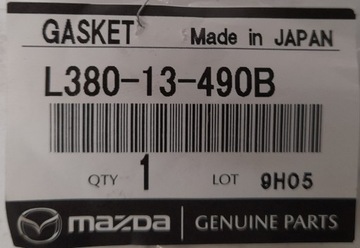 GASKET Made in JAPAN
L380-13-490B
QTY 1 LOT 9H05
mazda GENUINE PARTS